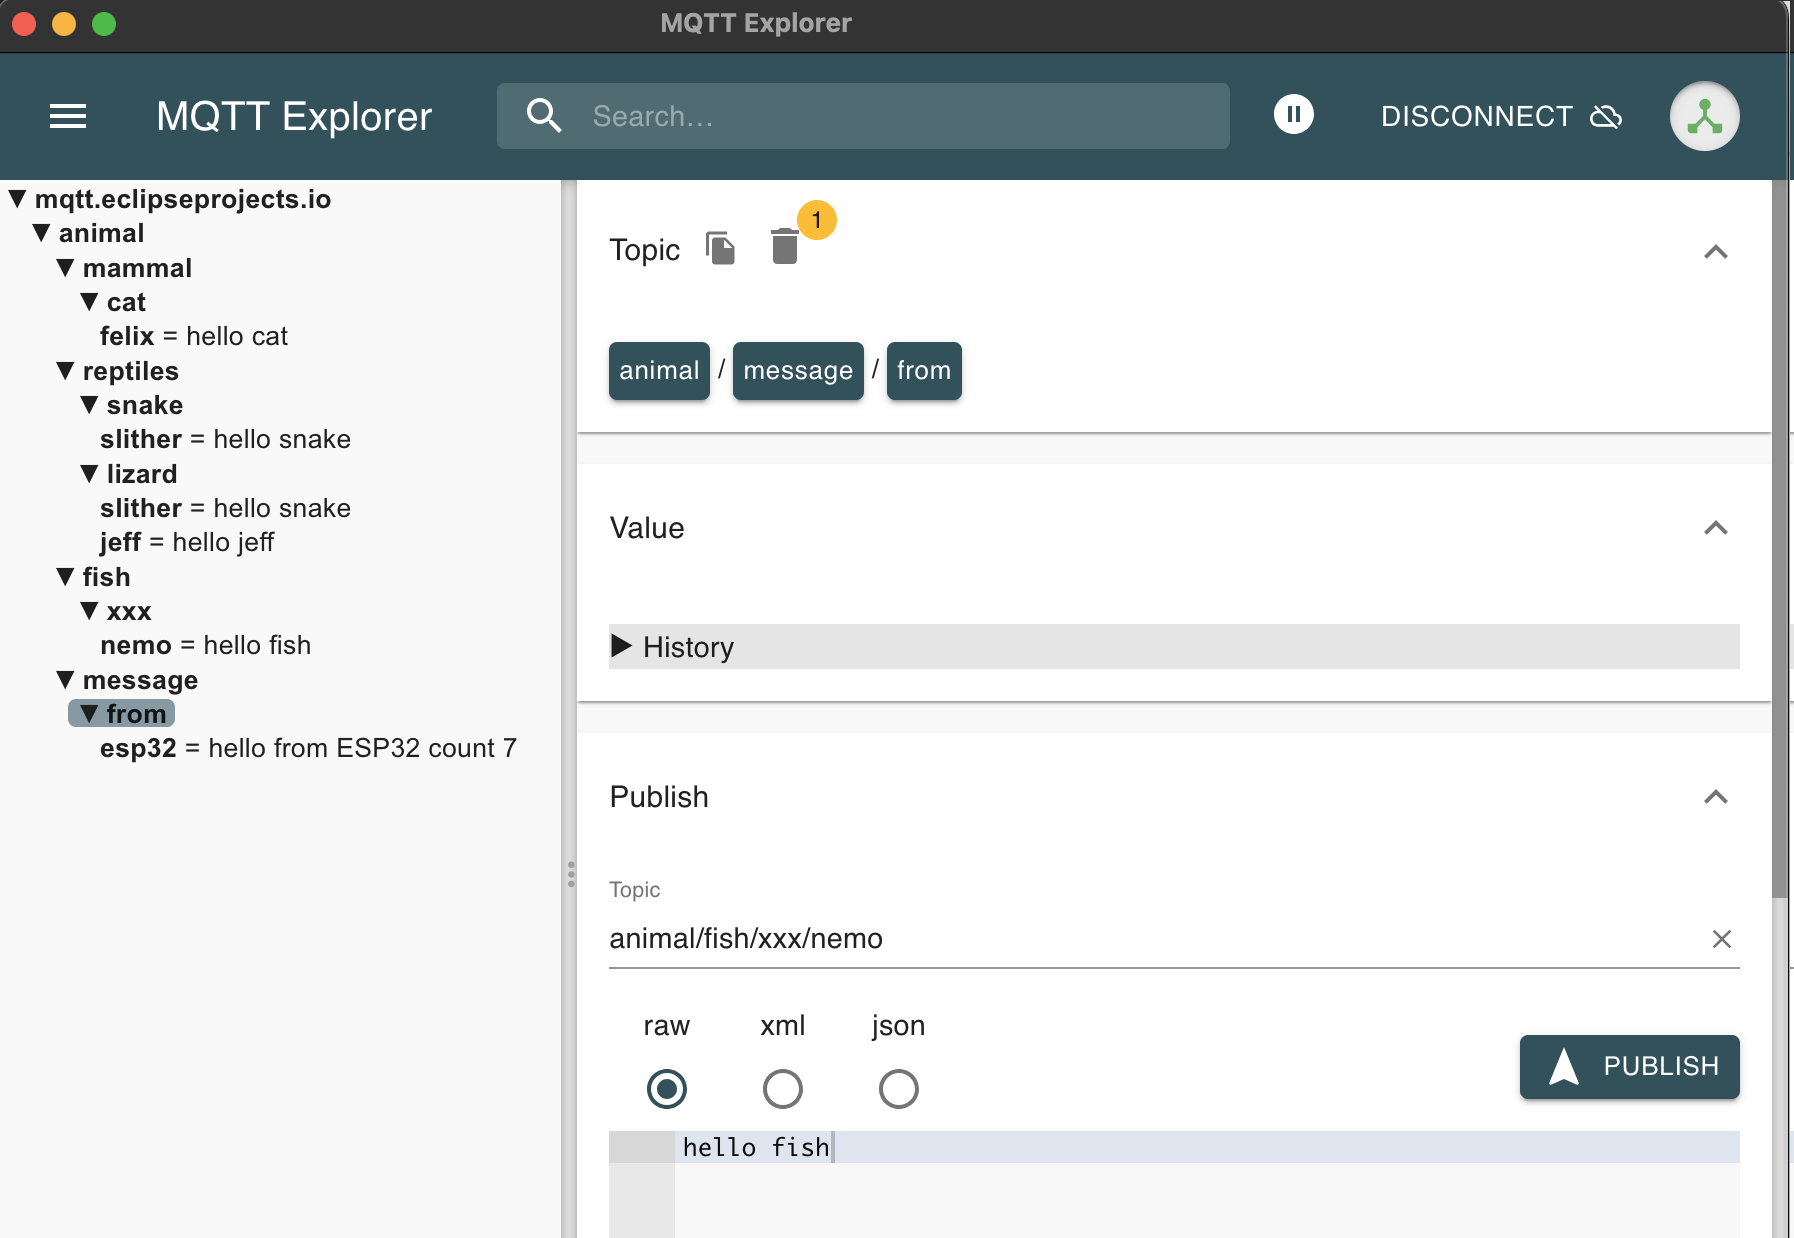 MQTT Explorer
MQTT Explorer
Search...
DISCONNECT
▼ mqtt.eclipseprojects.io
▼ animal
▼ mammal
▼ cat
felix = hello cat
▼ reptiles
▼ snake
slither = hello snake
▼ lizard
slither = hello snake
jeff = hello jeff
▼ fish
▼ xxx
nemo = hello fish
▼ message
▼ from
esp32 = hello from ESP32 count 7
Topic 1
animal / message / from
Value
▶ History
Publish
Topic
animal/fish/xxx/nemo
raw xml json
PUBLISH
hello fish